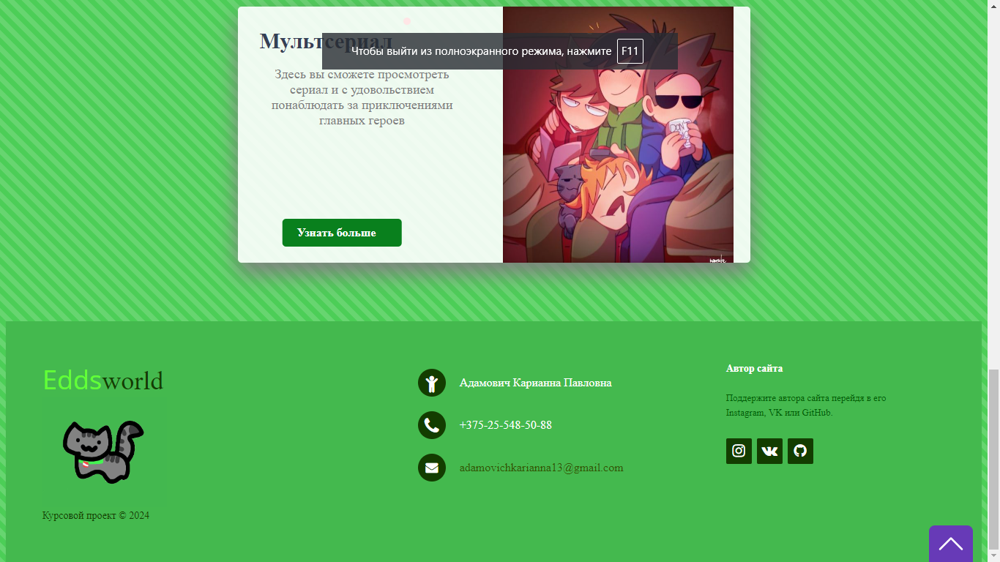 Мультсериал
Чтобы выйти из полноэкранного режима, нажмите F11
Здесь вы сможете просмотреть
сериал и с удовольствием
понаблюдать за приключениями
главных героев
DON'T
Узнать больше
Eddsworld
Курсовой проект © 2024
Адамович Карианна Павловна
+375-25-548-50-88
adamovichkarianna13@gmail.com
Автор сайта
Поддержите автора сайта перейдя в его
Instagram, VK или GitHub.